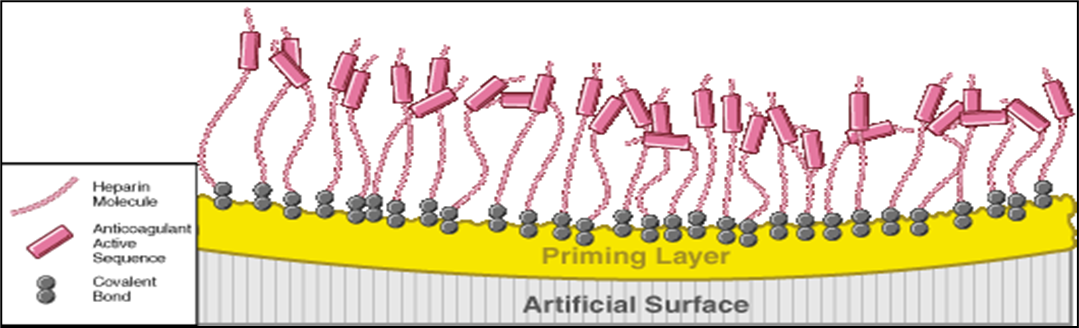 Heparin
Molecule
Anticoagulant
Active
Sequence
Covalent
Bond
Priming Layer
Artificial Surface